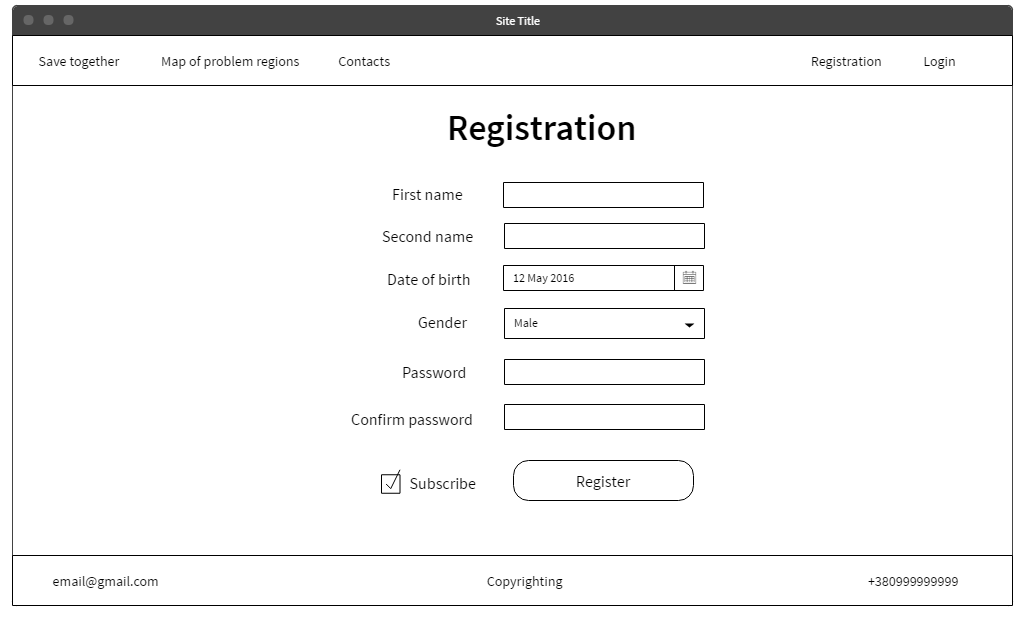 Site Title
Save together Map of problem regions Contacts Registration Login
Registration
First name
Second name
Date of birth 12 May 2016
Gender Male
Password
Confirm password
Subscribe Register
email@gmail.com Copyrighting +380999999999